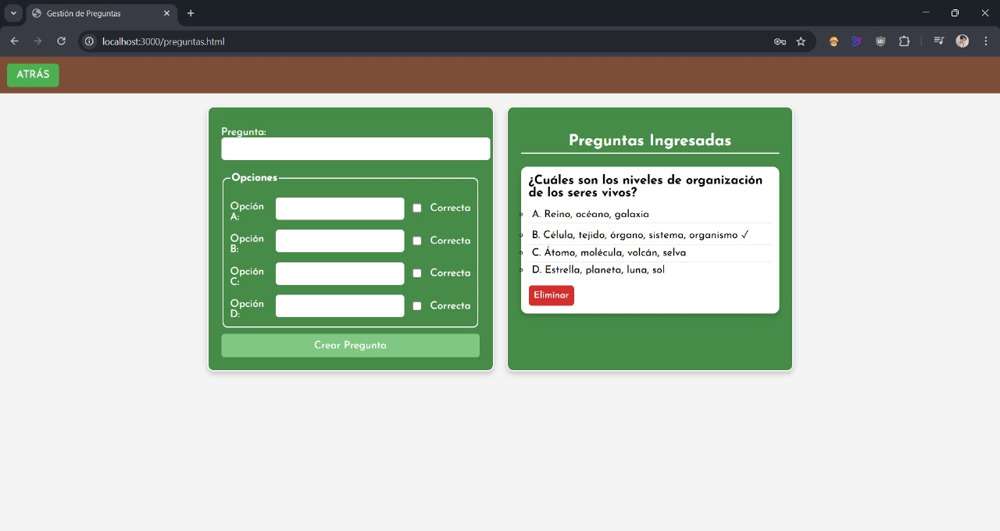 Gestión de Preguntas
localhost:3000/preguntas.html
ATRÁS
Pregunta:
Opciones
Opción A:
Correcta
Opción B:
Correcta
Opción C:
Correcta
Opción D:
Correcta
Crear Pregunta
Preguntas Ingresadas
¿Cuáles son los niveles de organización
de los seres vivos?
A. Reino, océano, galaxia
B. Célula, tejido, órgano, sistema, organismo ✓
C. Átomo, molécula, volcán, selva
D. Estrella, planeta, luna, sol
Eliminar